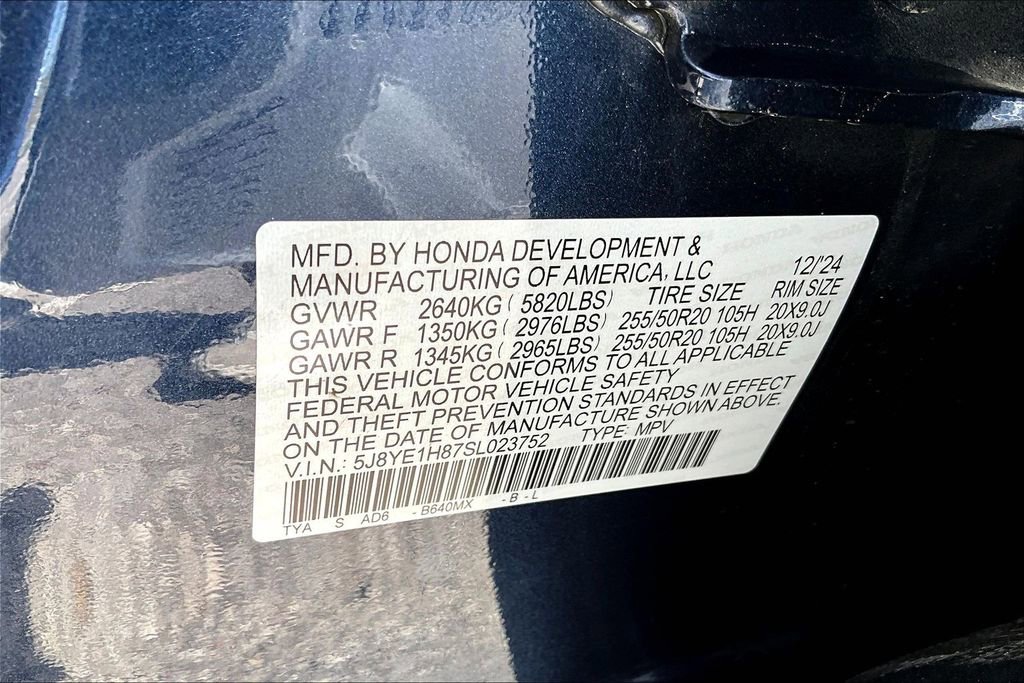 MFD. BY HONDA DEVELOPMENT &
MANUFACTURING OF AMERICA, LLC 12/'24
GVWR 2640KG ( 5820LBS) TIRE SIZE RIM SIZE
GAWR F 1350KG ( 2976LBS) 255/50R20 105H 20X9.0J
GAWR R 1345KG ( 2965LBS) 255/50R20 105H 20X9.0J
THIS VEHICLE CONFORMS TO ALL APPLICABLE
FEDERAL MOTOR VEHICLE SAFETY
AND THEFT PREVENTION STANDARDS IN EFFECT
ON THE DATE OF MANUFACTURE SHOWN ABOVE.
V.I.N.: 5J8YE1H87SL023752 TYPE: MPV
TYA S AD6 - B640MX - B - L